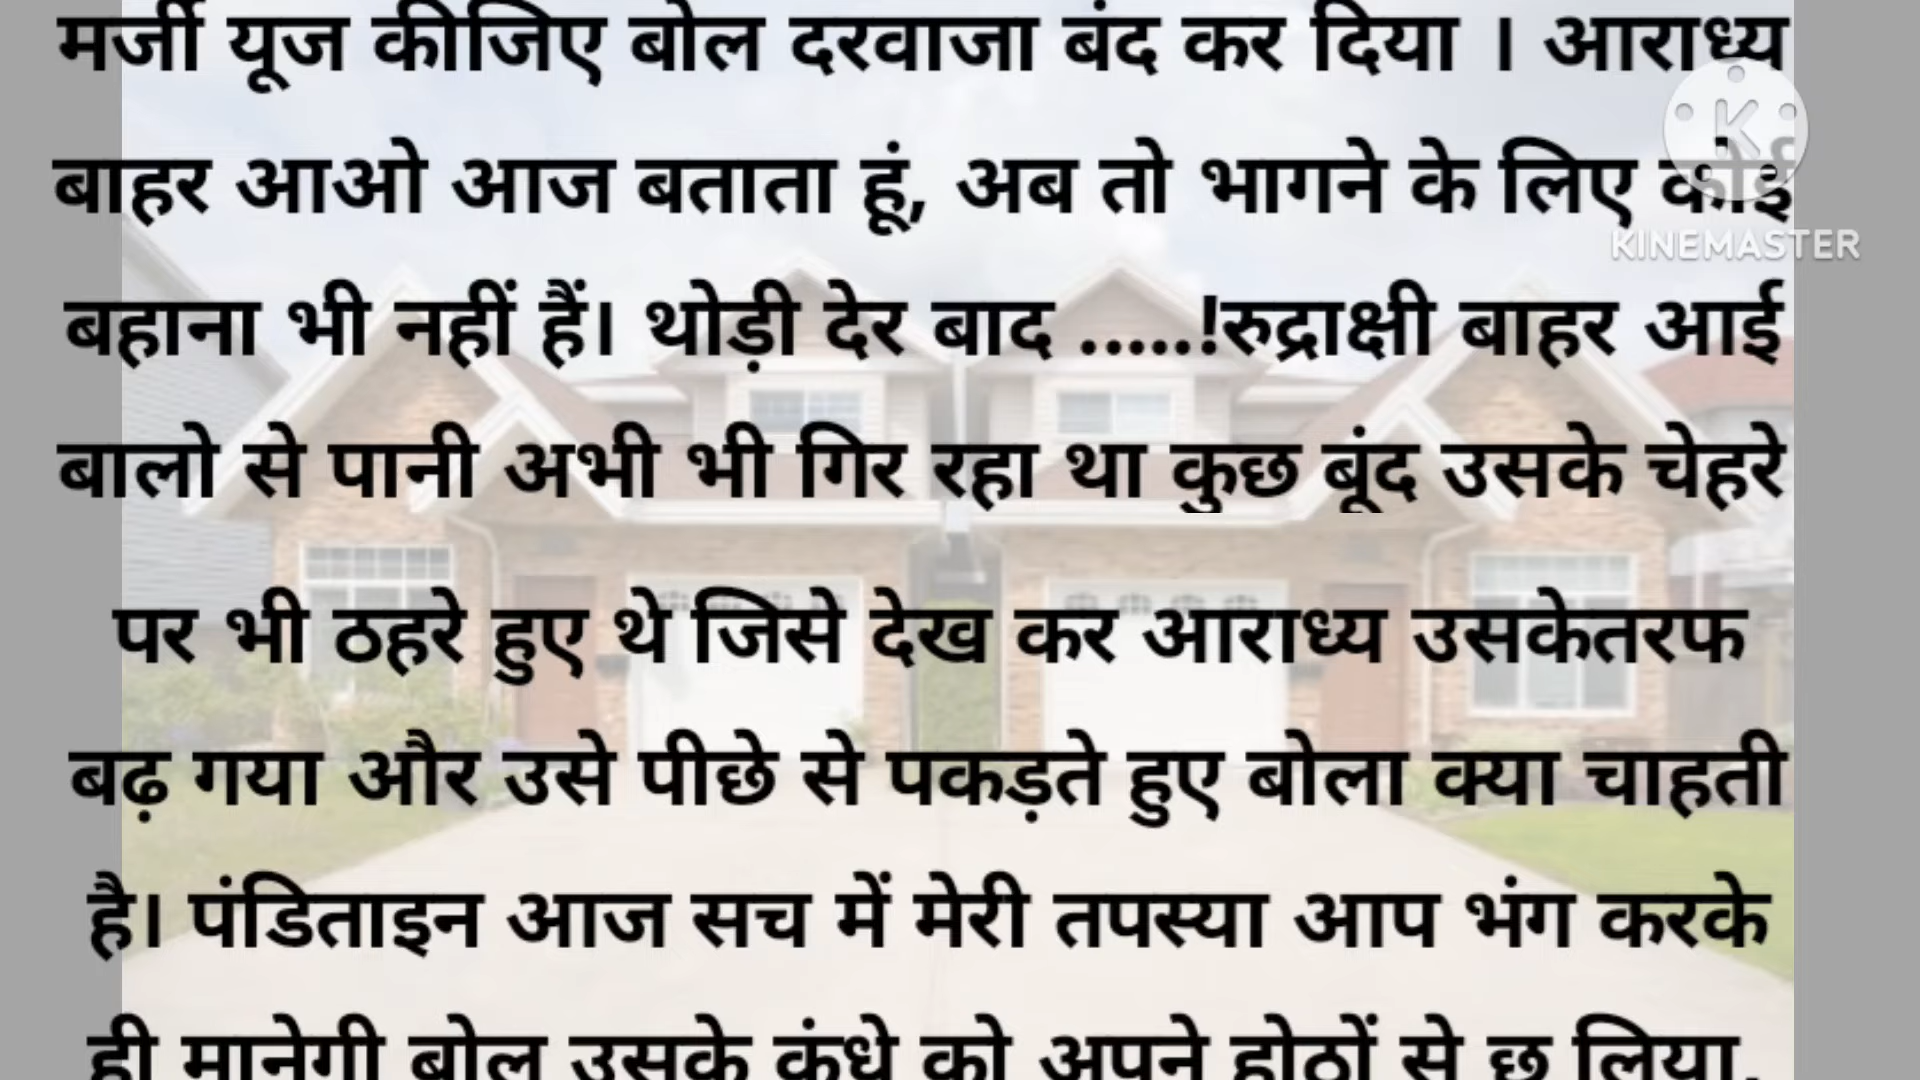 मर्जी यूज कीजिए बोल दरवाजा बंद कर दिया । आराध्य
बाहर आओ आज बताता हूं, अब तो भागने के लिए कोई
KINEMASTER
बहाना भी नहीं हैं। थोड़ी देर बाद .....!रुद्राक्षी बाहर आई
बालो से पानी अभी भी गिर रहा था कुछ बूंद उसके चेहरे
पर भी ठहरे हुए थे जिसे देख कर आराध्य उसकेतरफ
बढ़ गया और उसे पीछे से पकड़ते हुए बोला क्या चाहती
है। पंडिताइन आज सच में मेरी तपस्या आप भंग करके
ही मानेगी बोल उसके कंधे को अपने होठों से छू लिया,